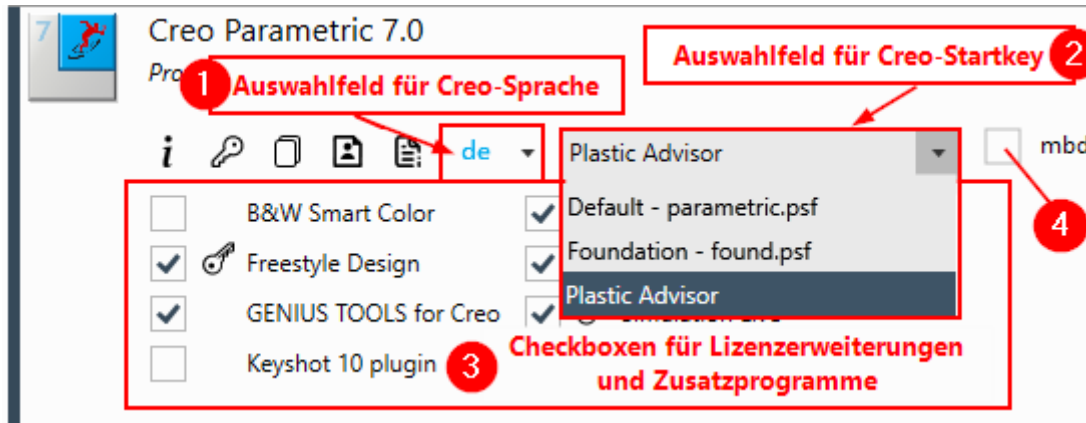 7
Creo Parametric 7.0
Auswahlfeld für Creo-Startkey 2
Pro
1 Auswahlfeld für Creo-Sprache
i de Plastic Advisor mbd
B&W Smart Color Default - parametric.psf
4
Freestyle Design Foundation - found.psf
Plastic Advisor
GENIUS TOOLS for Creo
Keyshot 10 plugin 3 Checkboxen für Lizenzerweiterungen
und Zusatzprogramme